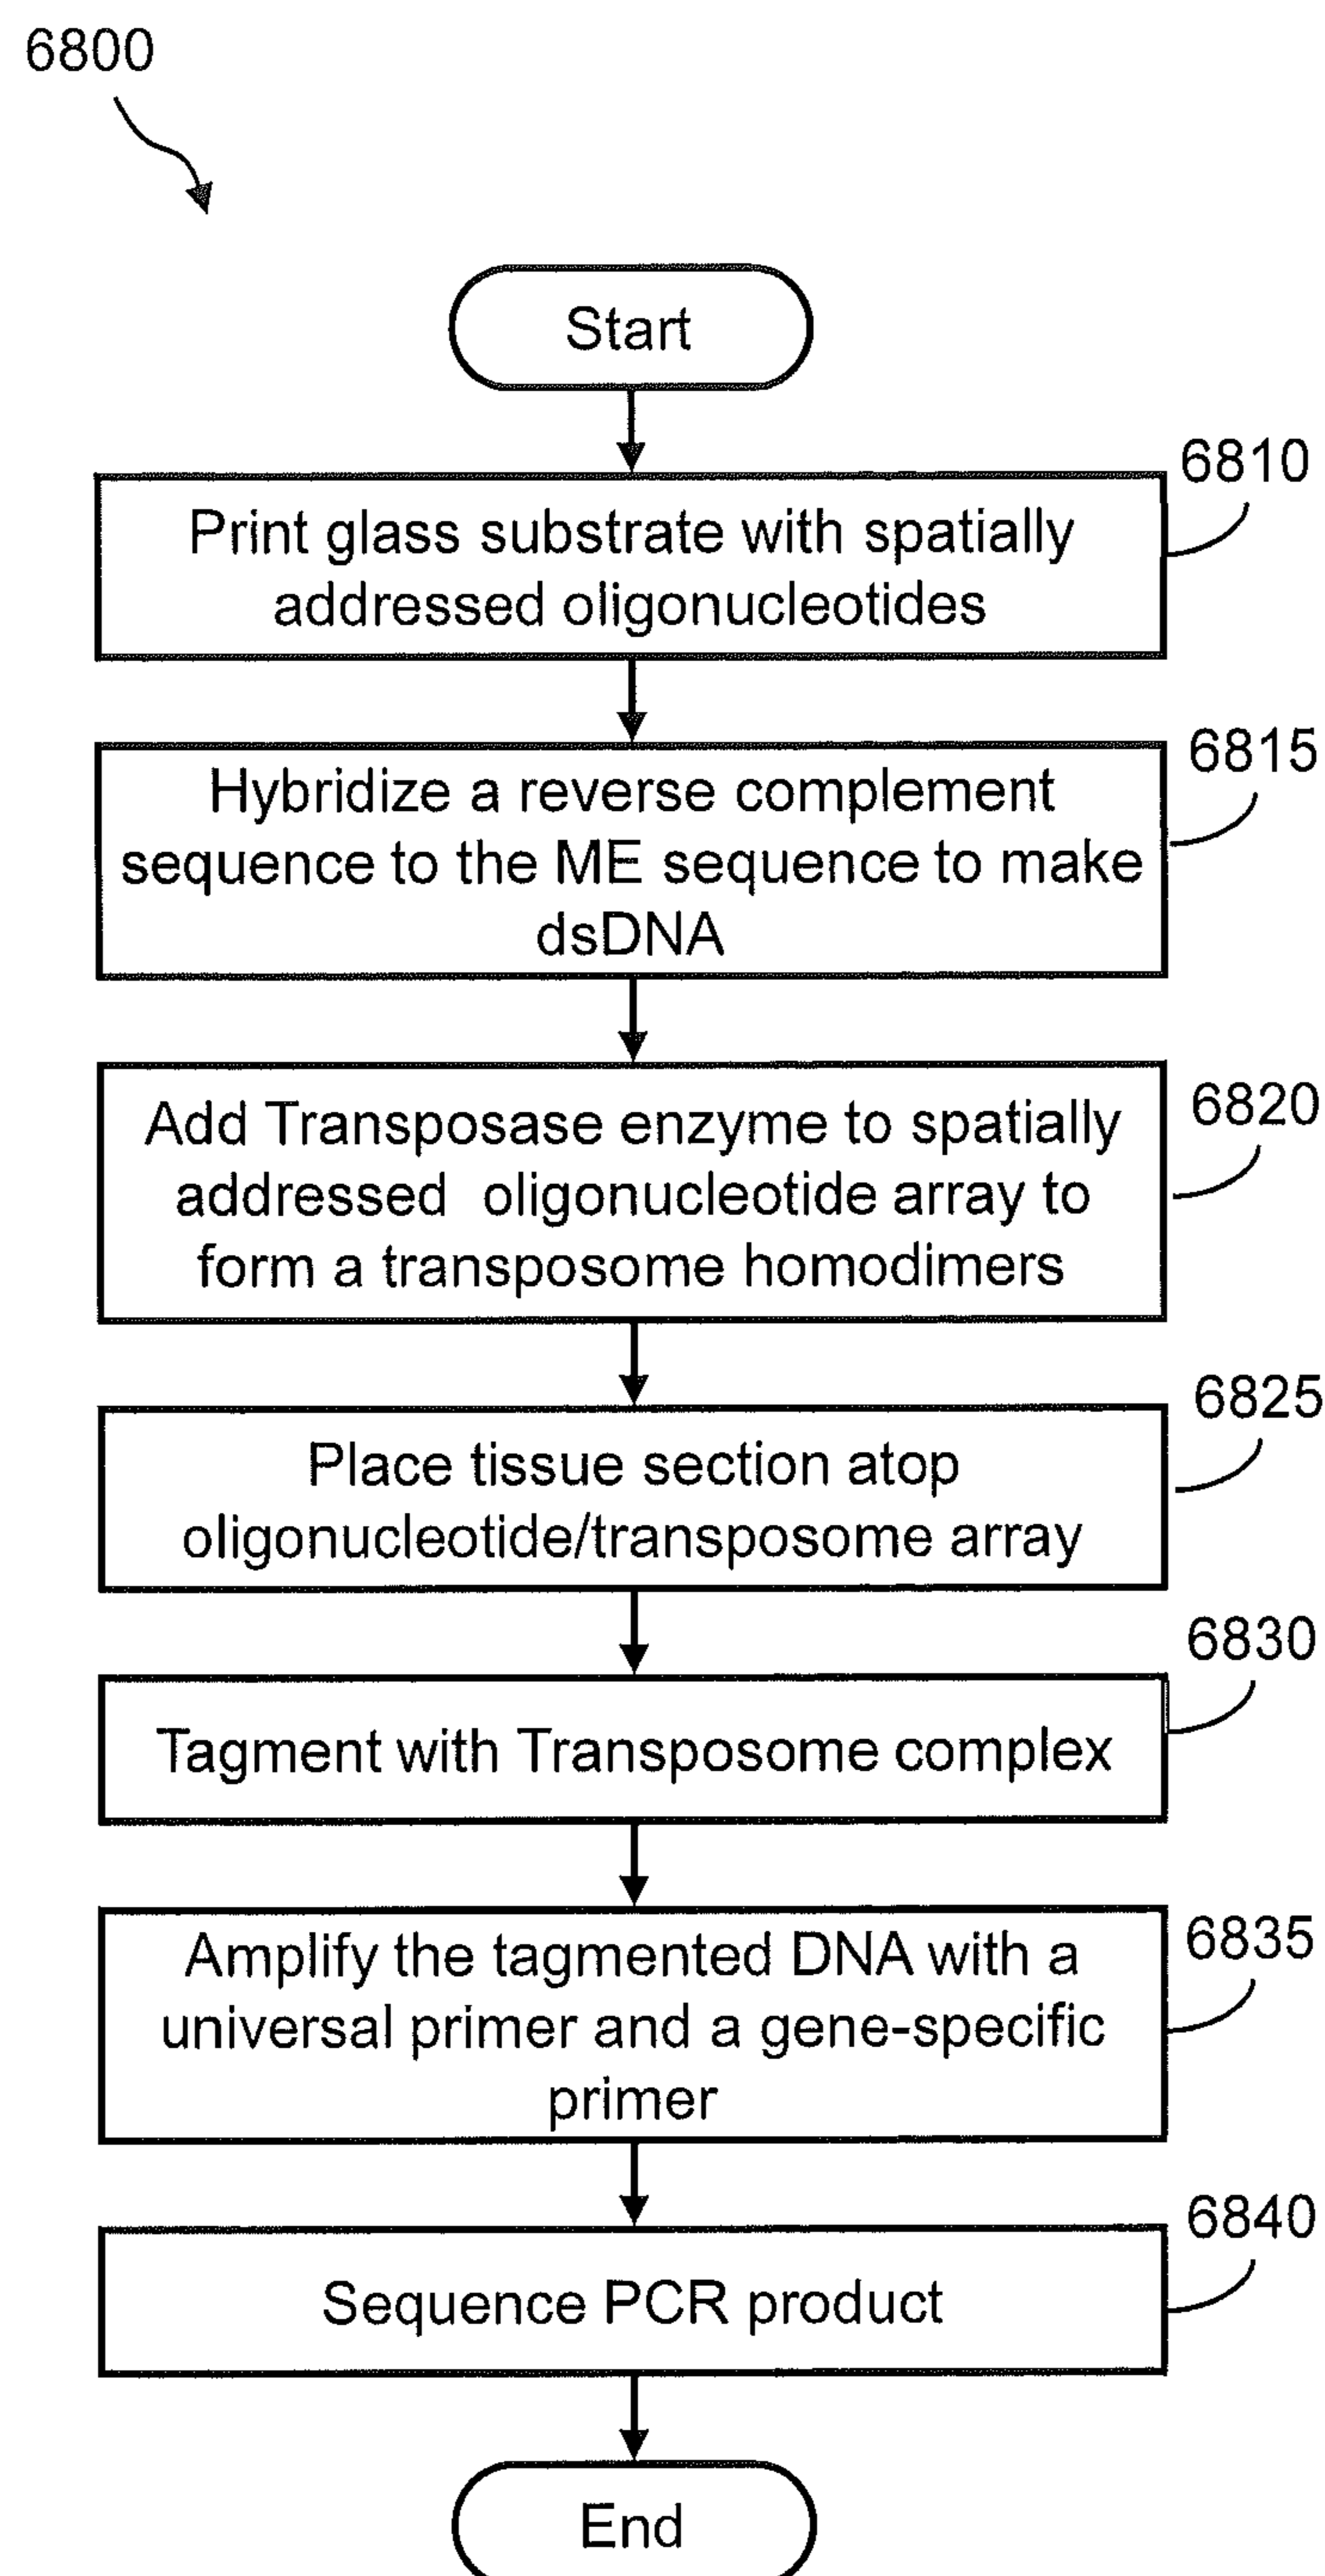 6800
Start
6810
Print glass substrate with spatially
addressed oligonucleotides
6815
Hybridize a reverse complement
sequence to the ME sequence to make
dsDNA
6820
Add Transposase enzyme to spatially
addressed oligonucleotide array to
form a transposome homodimers
6825
Place tissue section atop
oligonucleotide/transposome array
6830
Tagment with Transposome complex
6835
Amplify the tagmented DNA with a
universal primer and a gene-specific
primer
6840
Sequence PCR product
End